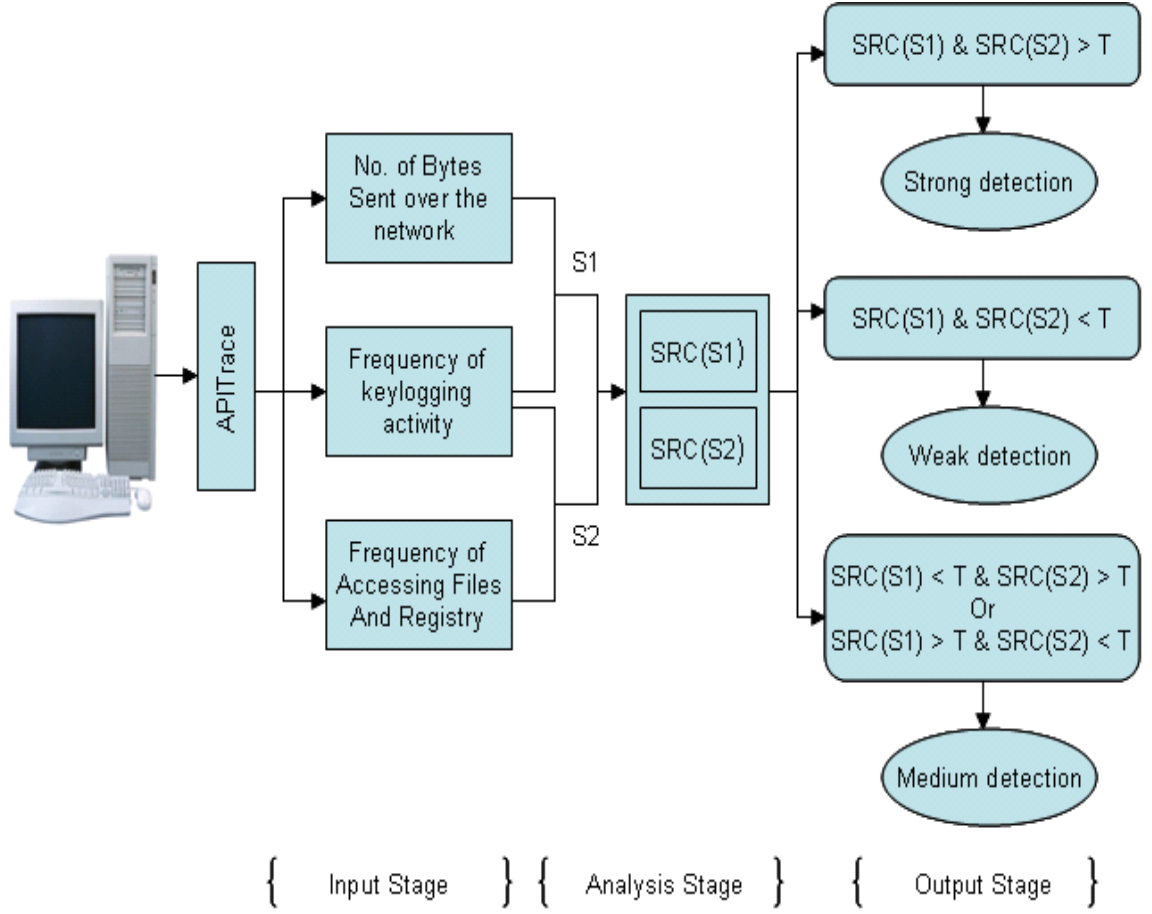 APITrace
No. of Bytes
Sent over the
network
Frequency of
keylogging
activity
Frequency of
Accessing Files
And Registry
S1
S2
SRC(S1)
SRC(S2)
SRC(S1) & SRC(S2) > T
Strong detection
SRC(S1) & SRC(S2) < T
Weak detection
SRC(S1) < T & SRC(S2) > T
Or
SRC(S1) > T & SRC(S2) < T
Medium detection
{ Input Stage }
{ Analysis Stage }
{ Output Stage }